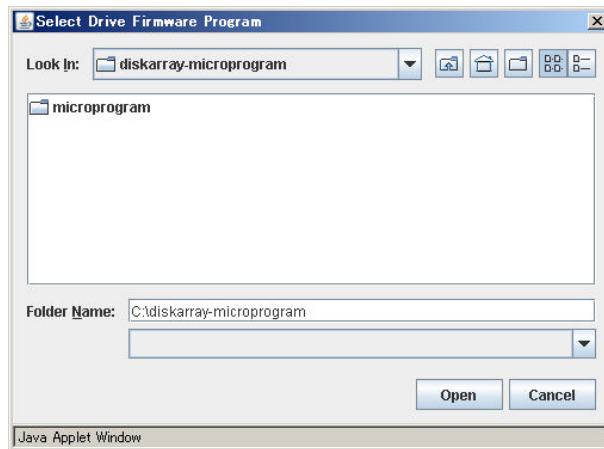 Select Drive Firmware Program
Look In: diskarray-microprogram
microprogram
Folder Name: C:\diskarray-microprogram
Open Cancel
Java Applet Window